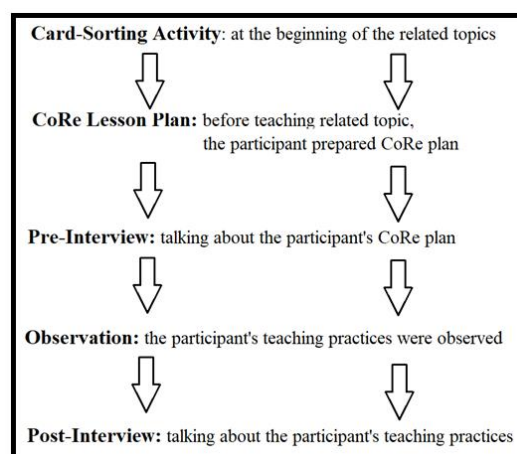 Card-Sorting Activity: at the beginning of the related topics
CoRe Lesson Plan: before teaching related topic,
the participant prepared CoRe plan
Pre-Interview: talking about the participant's CoRe plan
Observation: the participant's teaching practices were observed
Post-Interview: talking about the participant's teaching practices